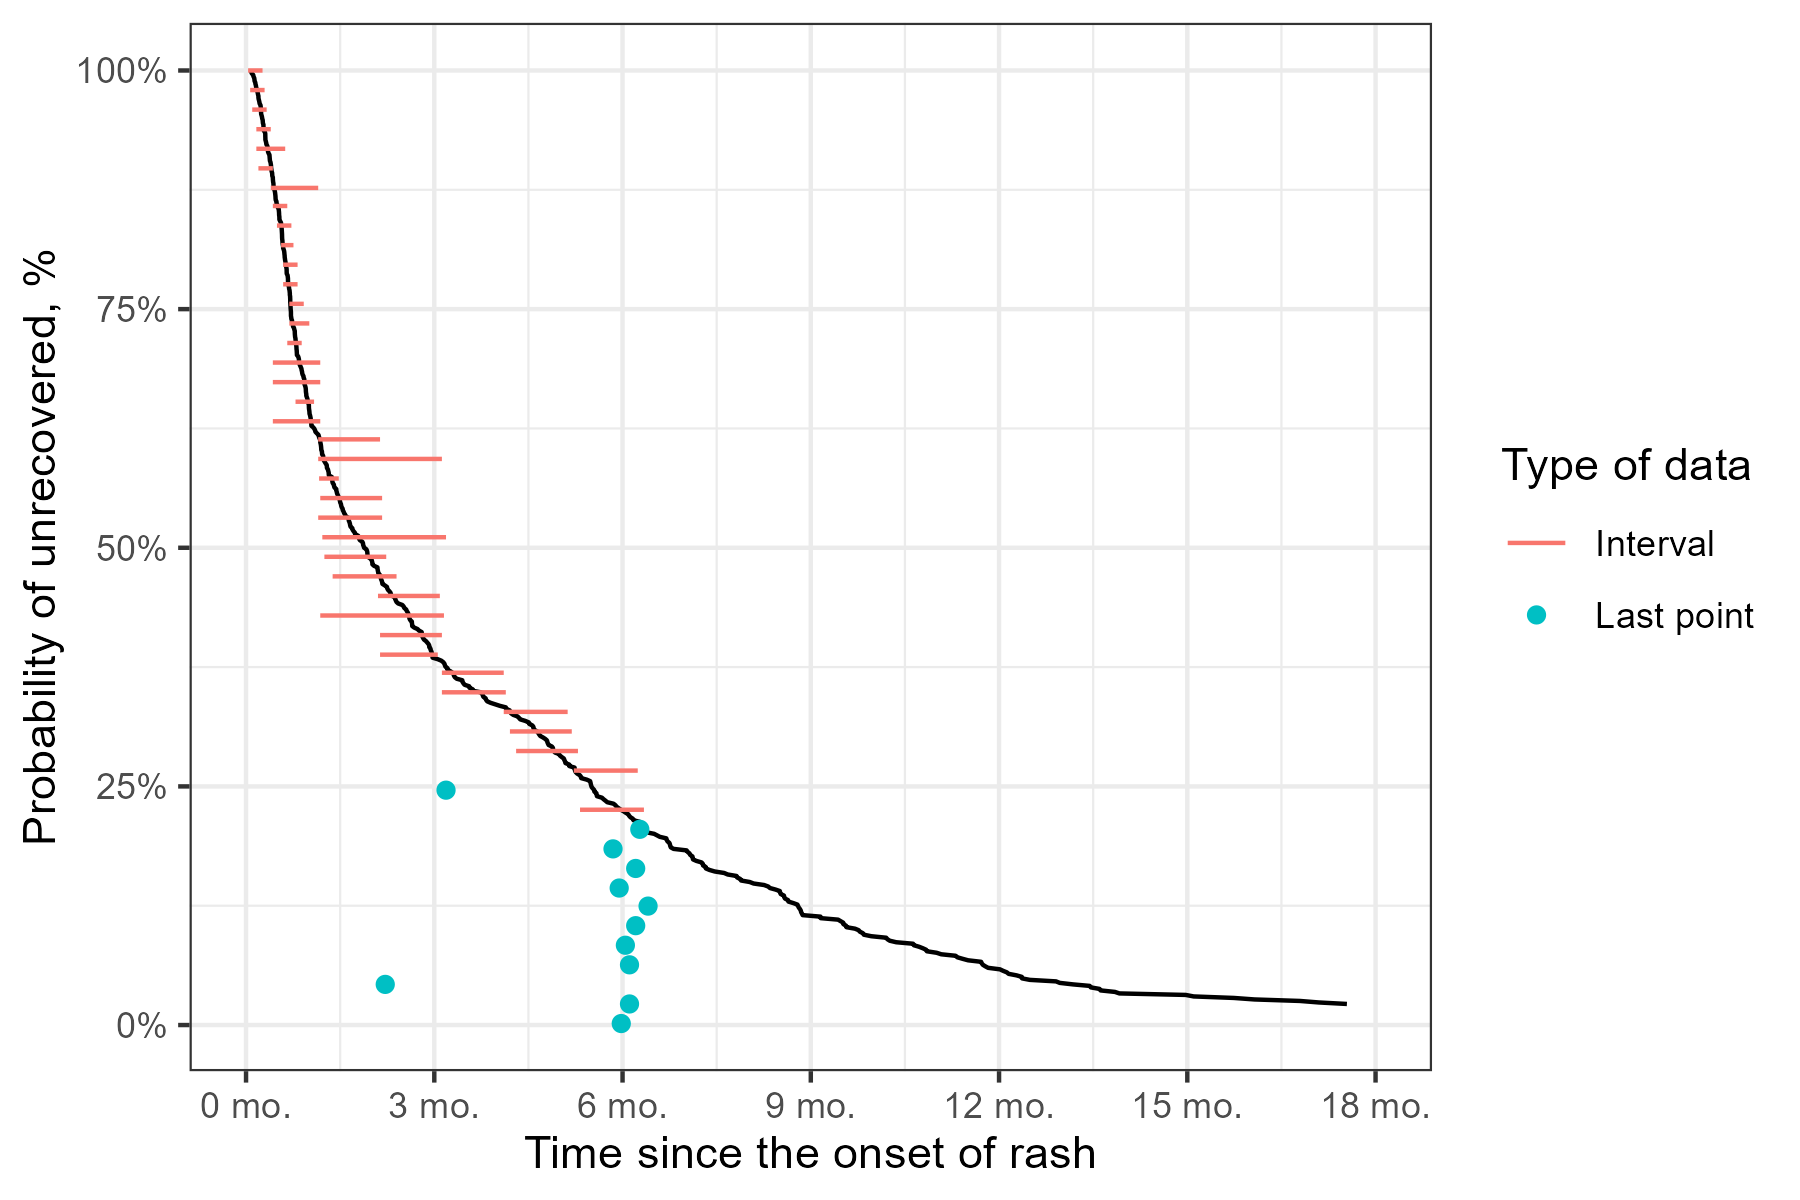 Probability of unrecovered, %
100%
75%
50%
25%
0%
0 mo.
3 mo.
6 mo.
9 mo.
12 mo.
15 mo.
18 mo.
Time since the onset of rash
Type of data
Interval
Last point